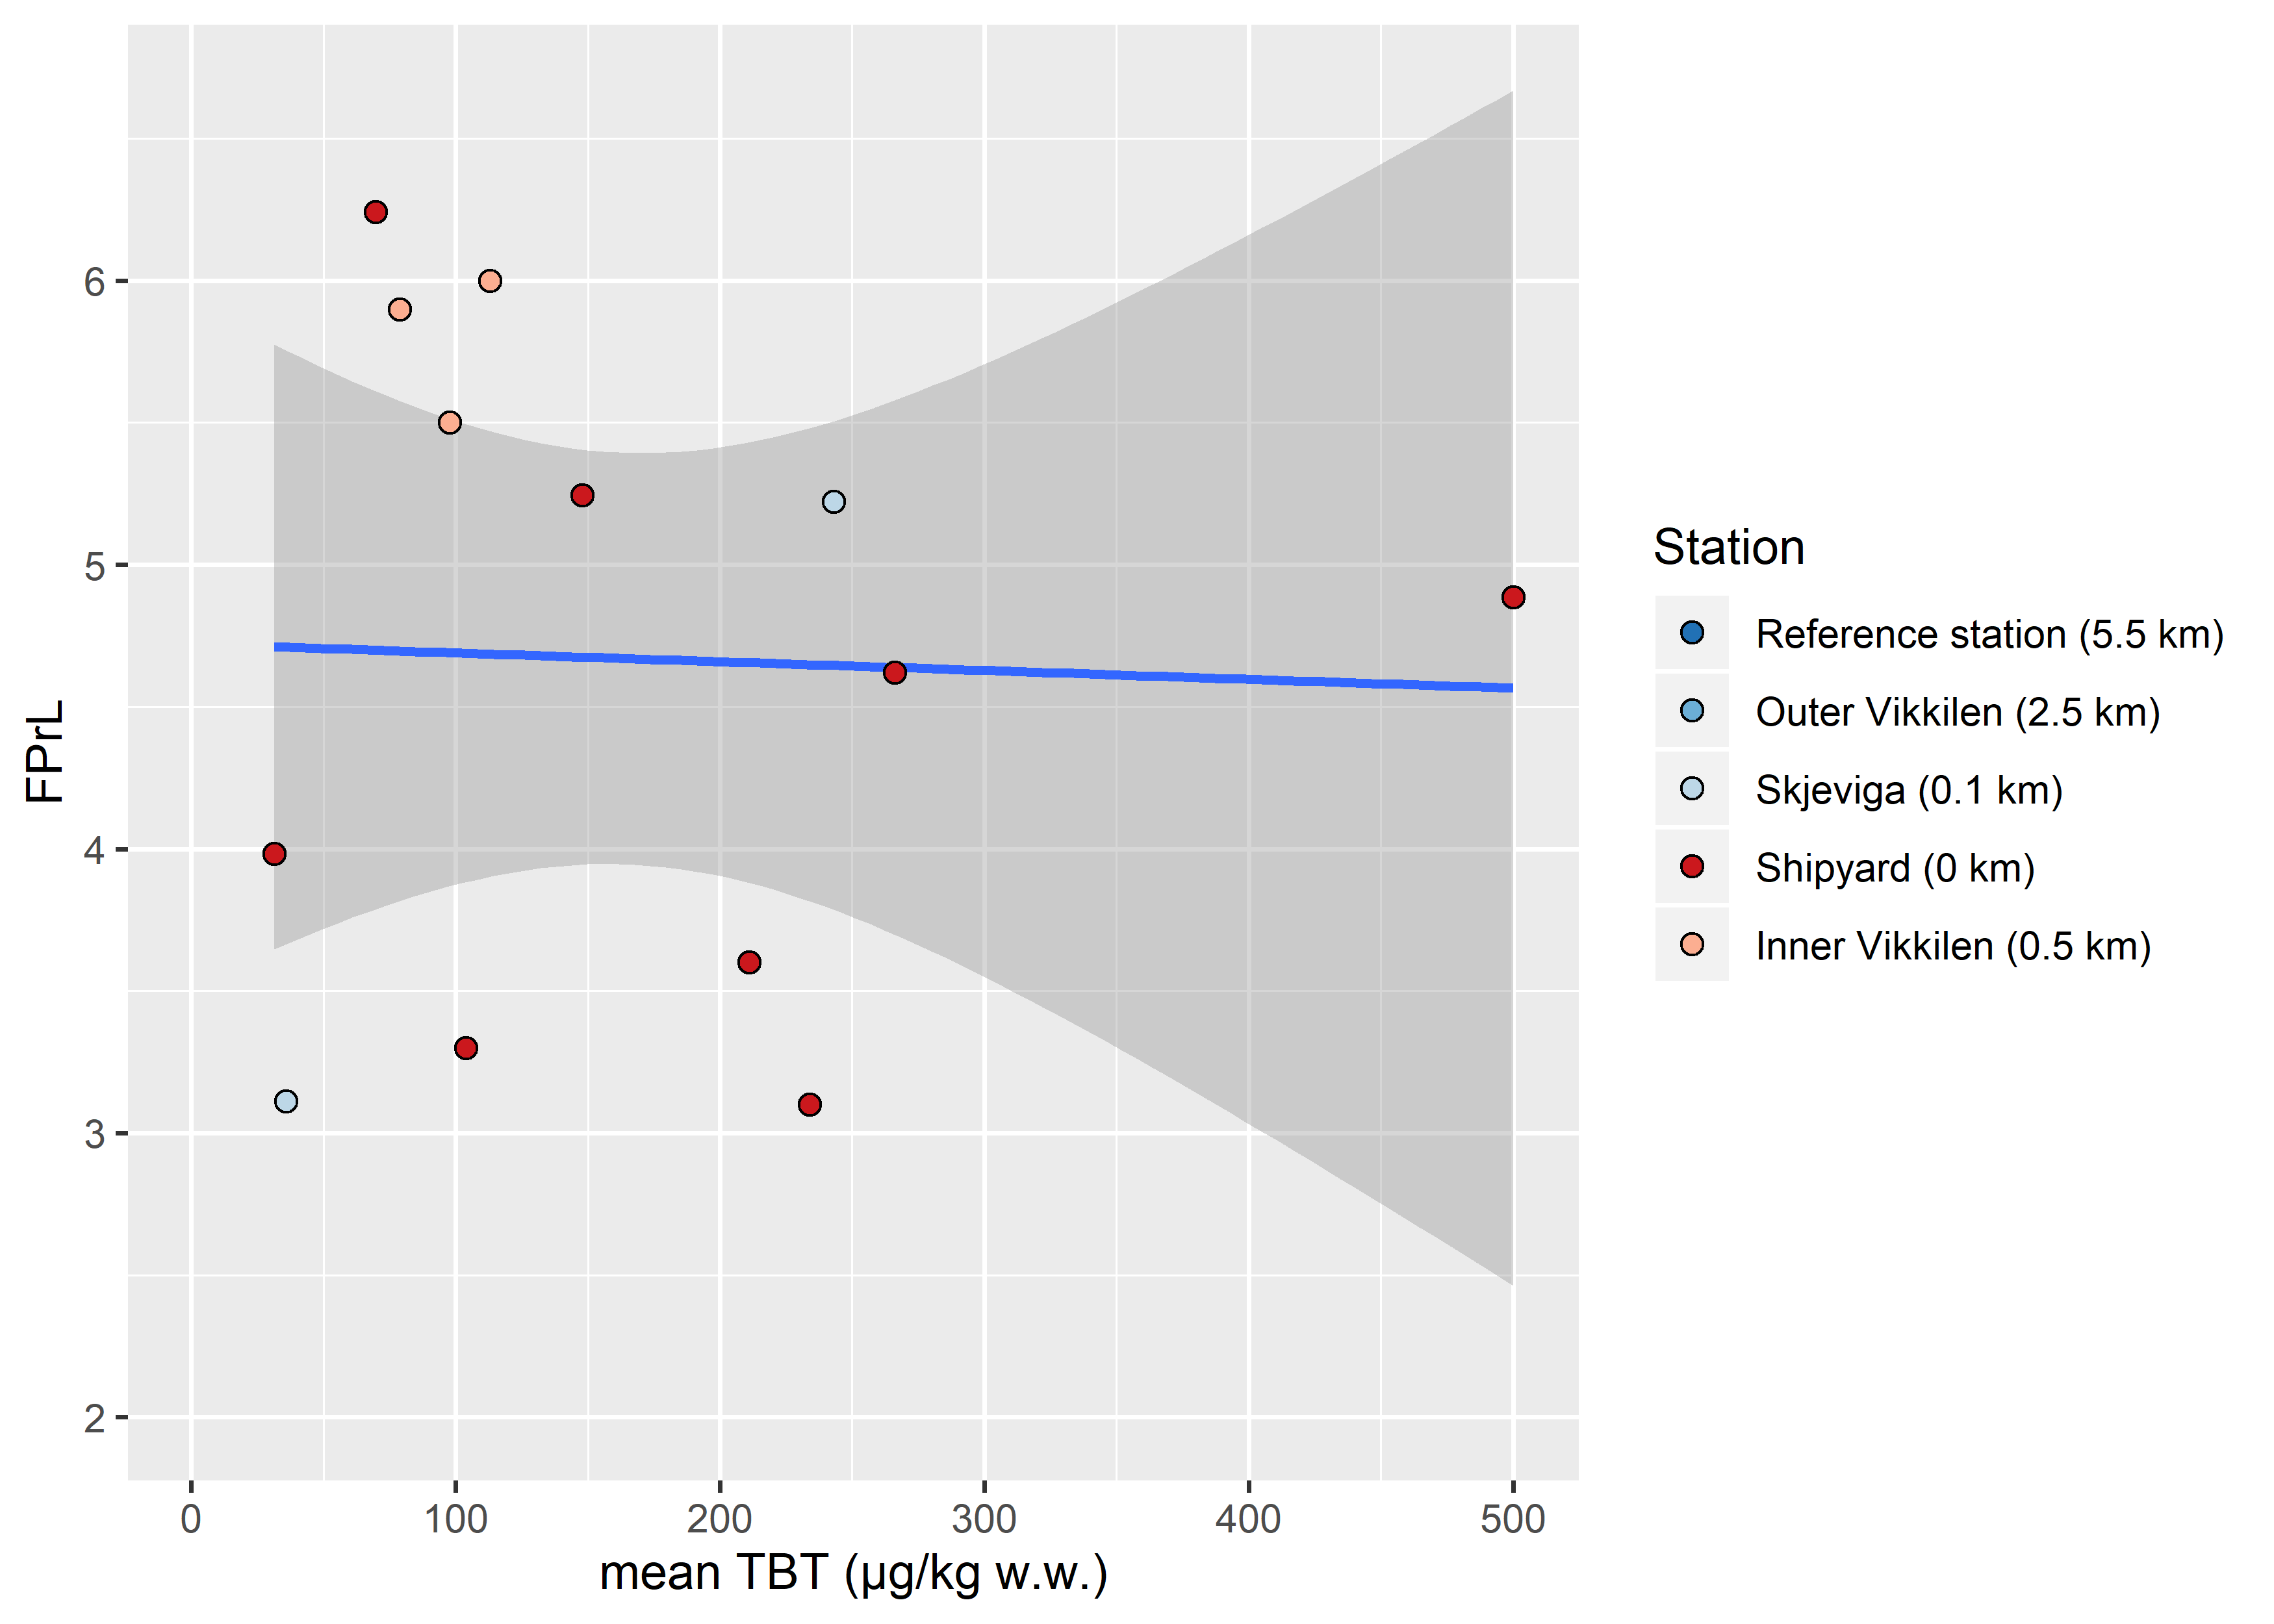 FPrL
6
5
4
3
2
0 100 200 300 400 500
mean TBT (µg/kg w.w.)
Station
Reference station (5.5 km)
Outer Vikkilen (2.5 km)
Skjeviga (0.1 km)
Shipyard (0 km)
Inner Vikkilen (0.5 km)